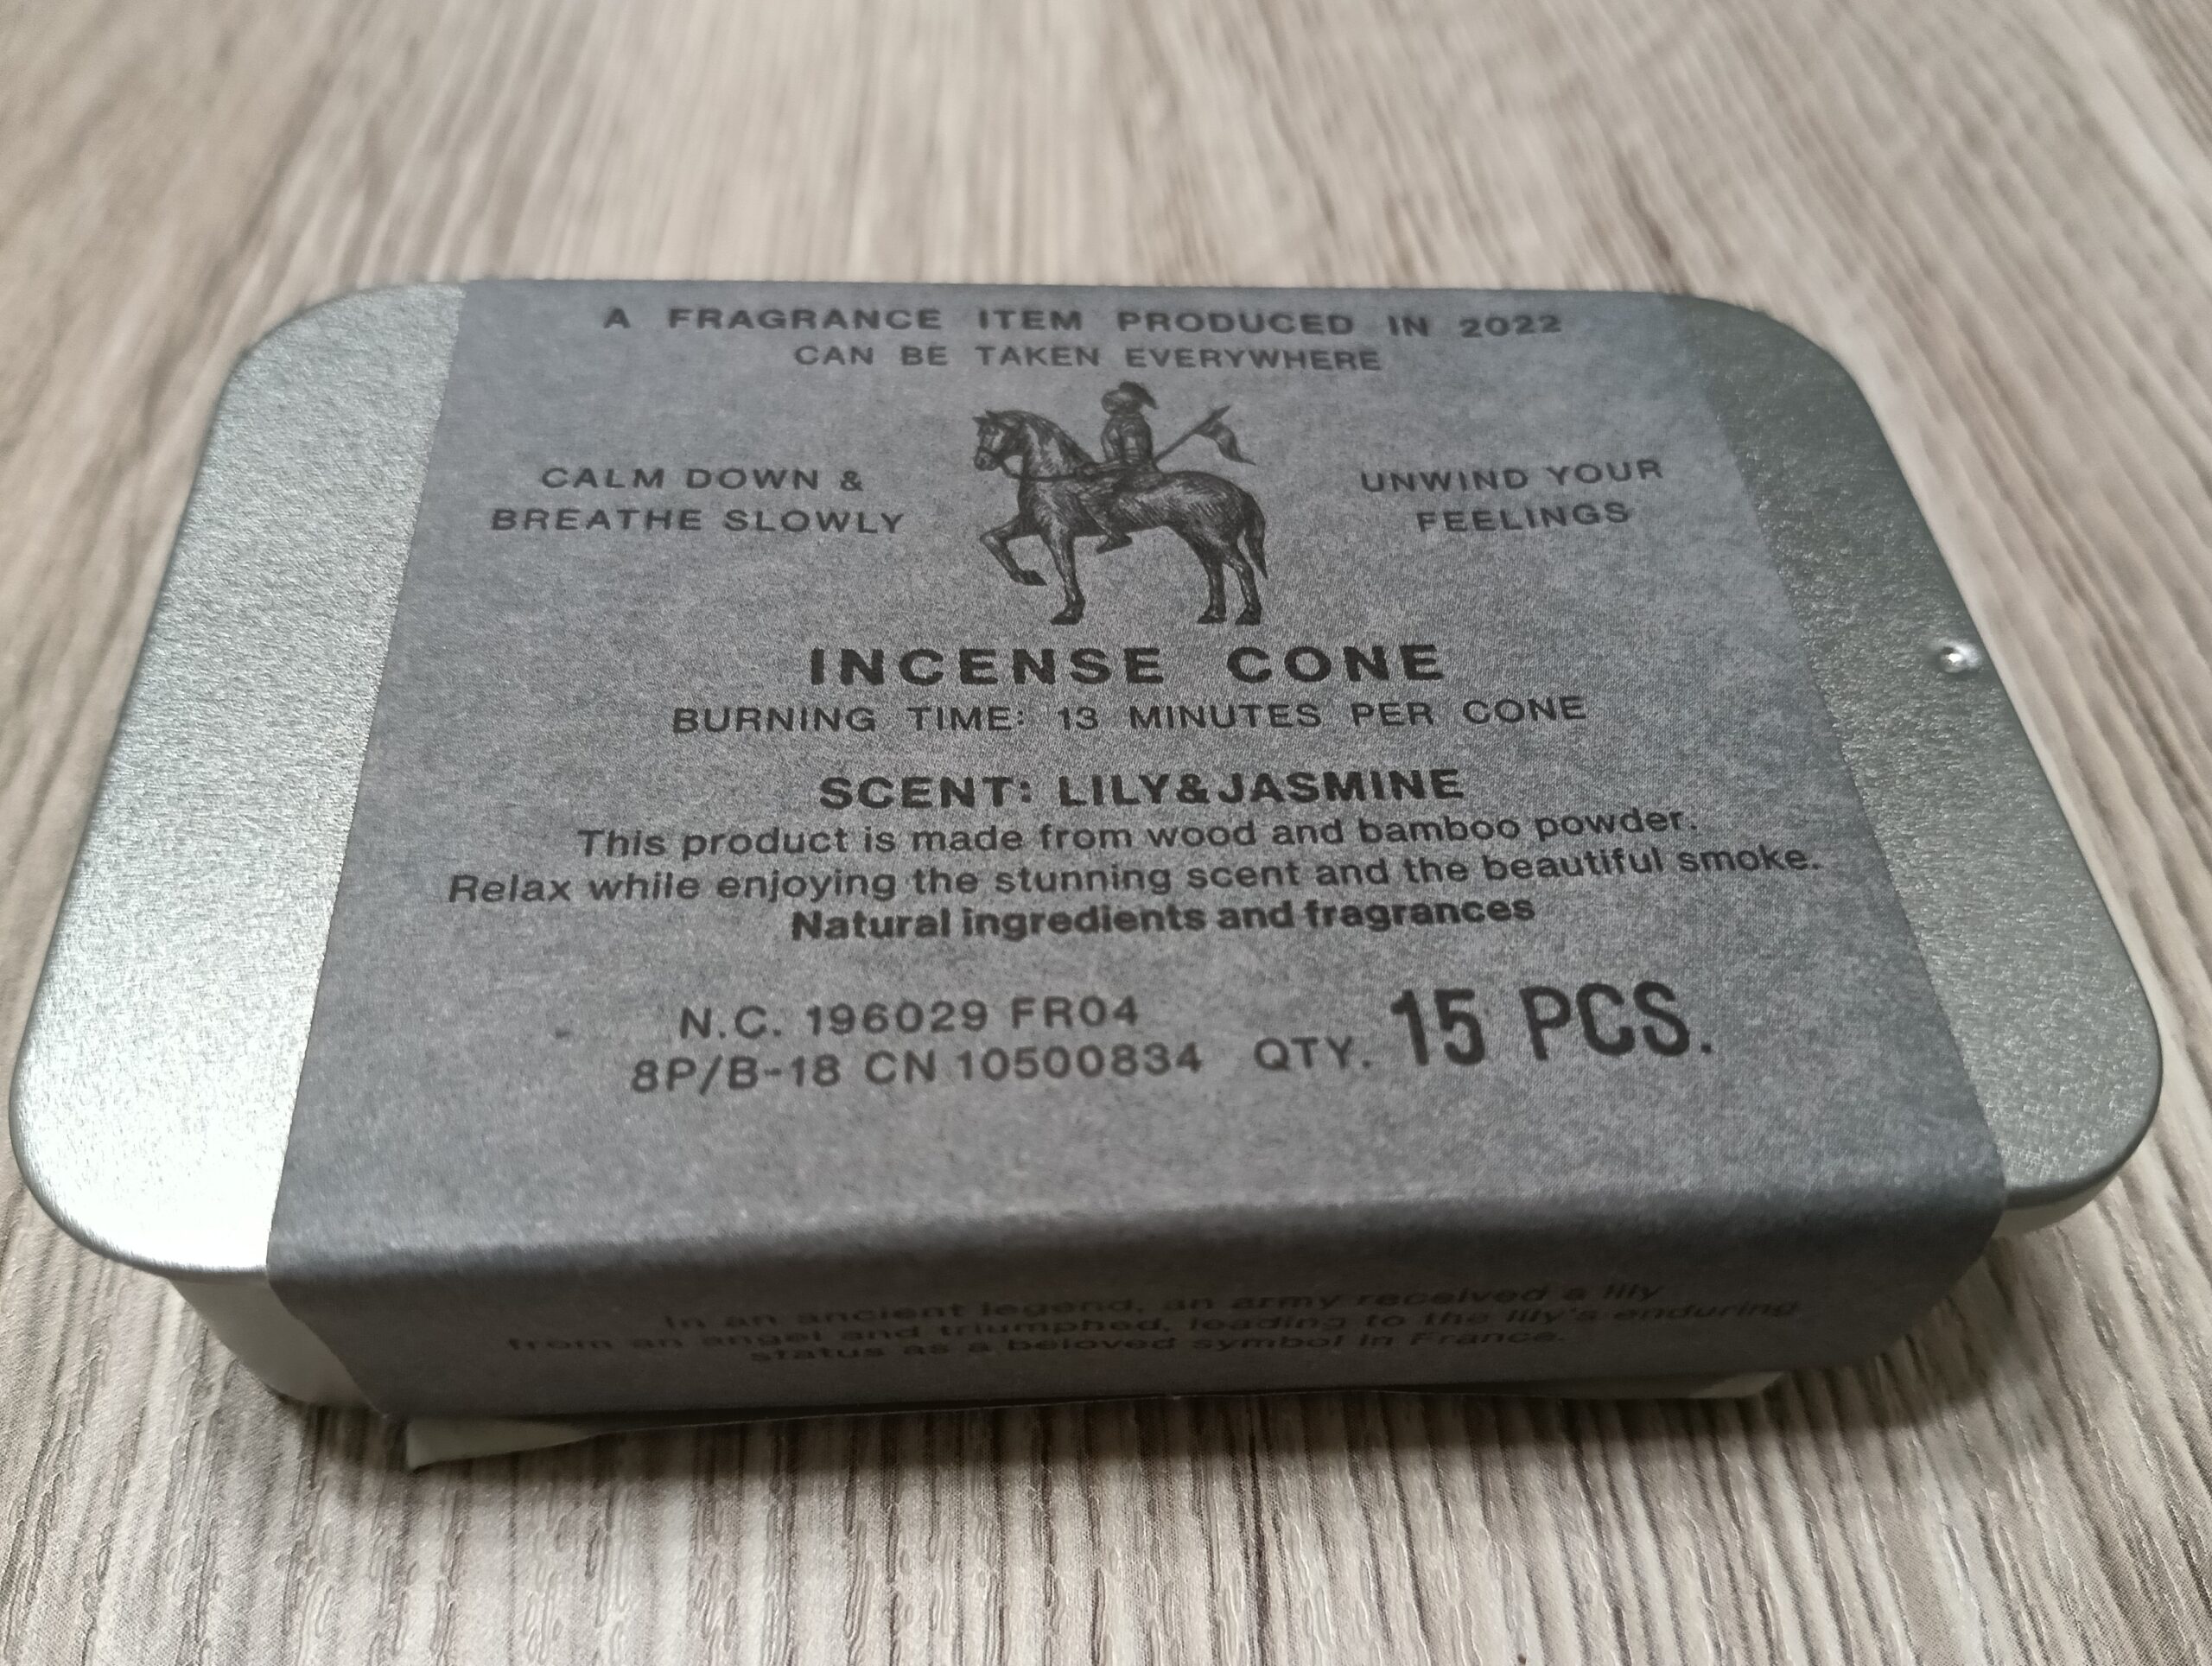 A FRAGRANCE ITEM PRODUCED IN 2022
CAN BE TAKEN EVERYWHERE
CALM DOWN &
BREATHE SLOWLY
UNWIND YOUR
FEELINGS
INCENSE CONE
BURNING TIME: 13 MINUTES PER CONE
SCENT: LILY&JASMINE
This product is made from wood and bamboo powder.
Relax while enjoying the stunning scent and the beautiful smoke.
Natural ingredients and fragrances
N.C. 196029 FR04
8P/B-18 CN 10500834
QTY. 15 PCS.
In an ancient legend, an army received a lily
from an angel and triumphed, leading to the lily's enduring
status as a beloved symbol in France.